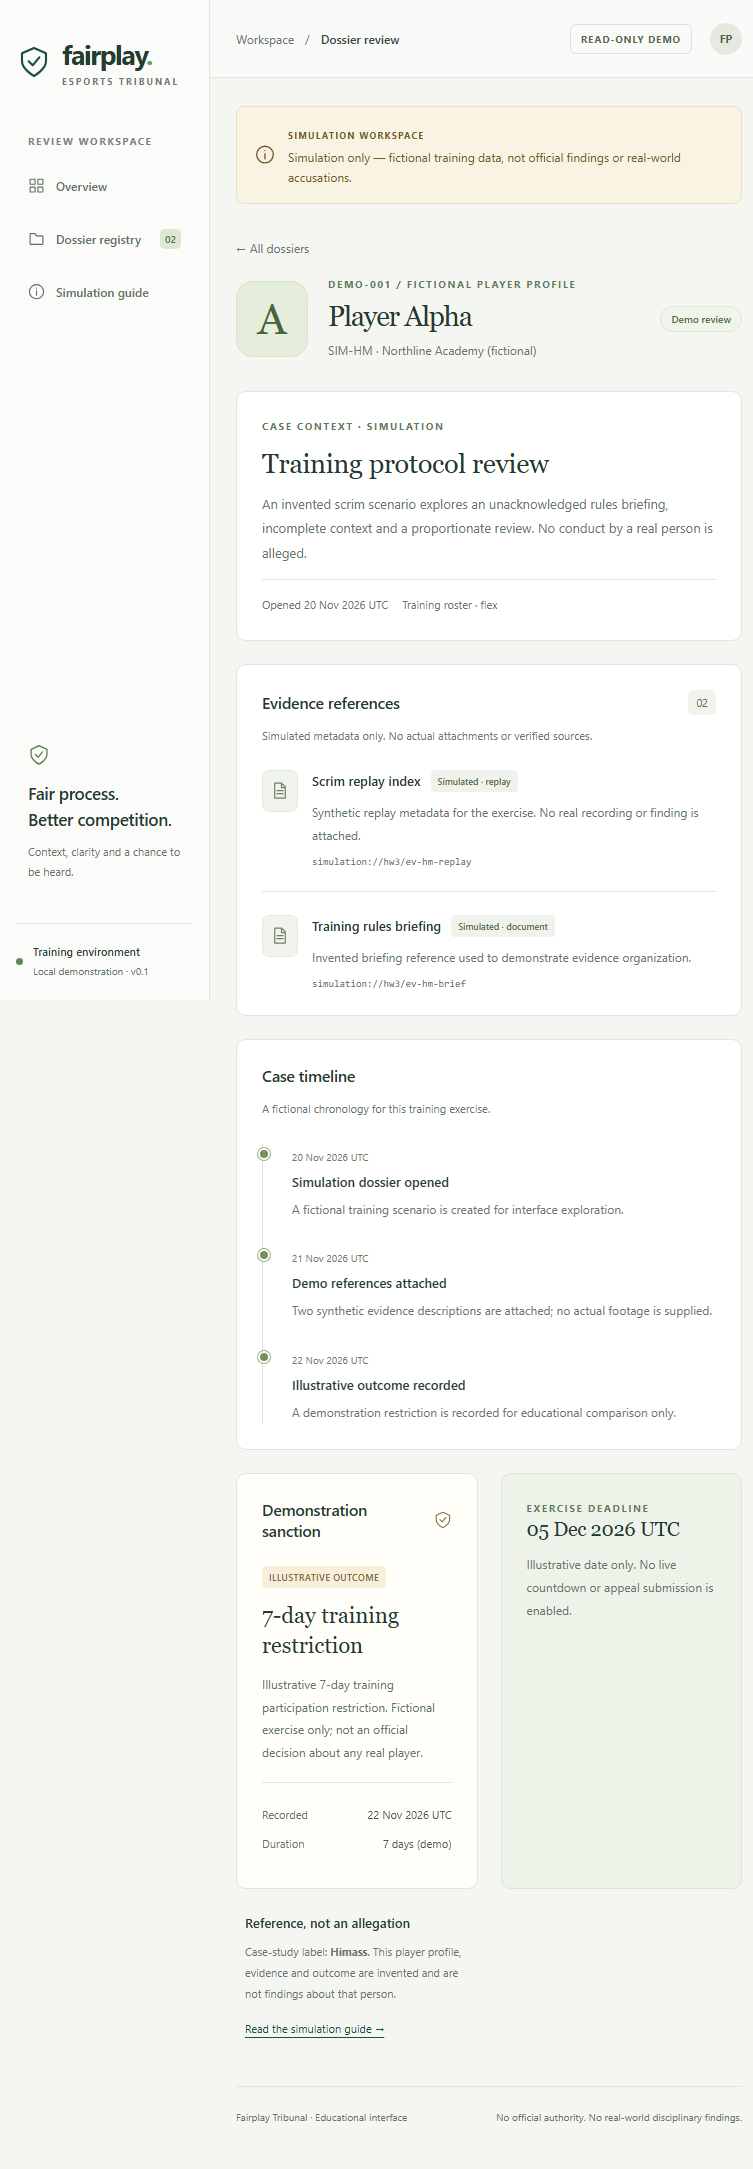 fairplay.
ESPORTS TRIBUNAL
REVIEW WORKSPACE
Overview
Dossier registry 02
Simulation guide
Fair process.
Better competition.
Context, clarity and a chance to
be heard.
Training environment
Local demonstration · v0.1
Workspace / Dossier review
READ-ONLY DEMO
FP
SIMULATION WORKSPACE
Simulation only — fictional training data, not official findings or real-world
accusations.
← All dossiers
A
DEMO-001 / FICTIONAL PLAYER PROFILE
Player Alpha
SIM-HM · Northline Academy (fictional)
Demo review
CASE CONTEXT · SIMULATION
Training protocol review
An invented scrim scenario explores an unacknowledged rules briefing,
incomplete context and a proportionate review. No conduct by a real person is
alleged.
Opened 20 Nov 2026 UTC Training roster · flex
Evidence references 02
Simulated metadata only. No actual attachments or verified sources.
Scrim replay index Simulated · replay
Synthetic replay metadata for the exercise. No real recording or finding is
attached.
simulation://hw3/ev-hm-replay
Training rules briefing Simulated · document
Invented briefing reference used to demonstrate evidence organization.
simulation://hw3/ev-hm-brief
Case timeline
A fictional chronology for this training exercise.
20 Nov 2026 UTC
Simulation dossier opened
A fictional training scenario is created for interface exploration.
21 Nov 2026 UTC
Demo references attached
Two synthetic evidence descriptions are attached; no actual footage is supplied.
22 Nov 2026 UTC
Illustrative outcome recorded
A demonstration restriction is recorded for educational comparison only.
Demonstration
sanction
ILLUSTRATIVE OUTCOME
7-day training
restriction
Illustrative 7-day training
participation restriction. Fictional
exercise only; not an official
decision about any real player.
Recorded 22 Nov 2026 UTC
Duration 7 days (demo)
EXERCISE DEADLINE
05 Dec 2026 UTC
Illustrative date only. No live
countdown or appeal submission is
enabled.
Reference, not an allegation
Case-study label: Himass. This player profile,
evidence and outcome are invented and are
not findings about that person.
Read the simulation guide →
Fairplay Tribunal · Educational interface
No official authority. No real-world disciplinary findings.